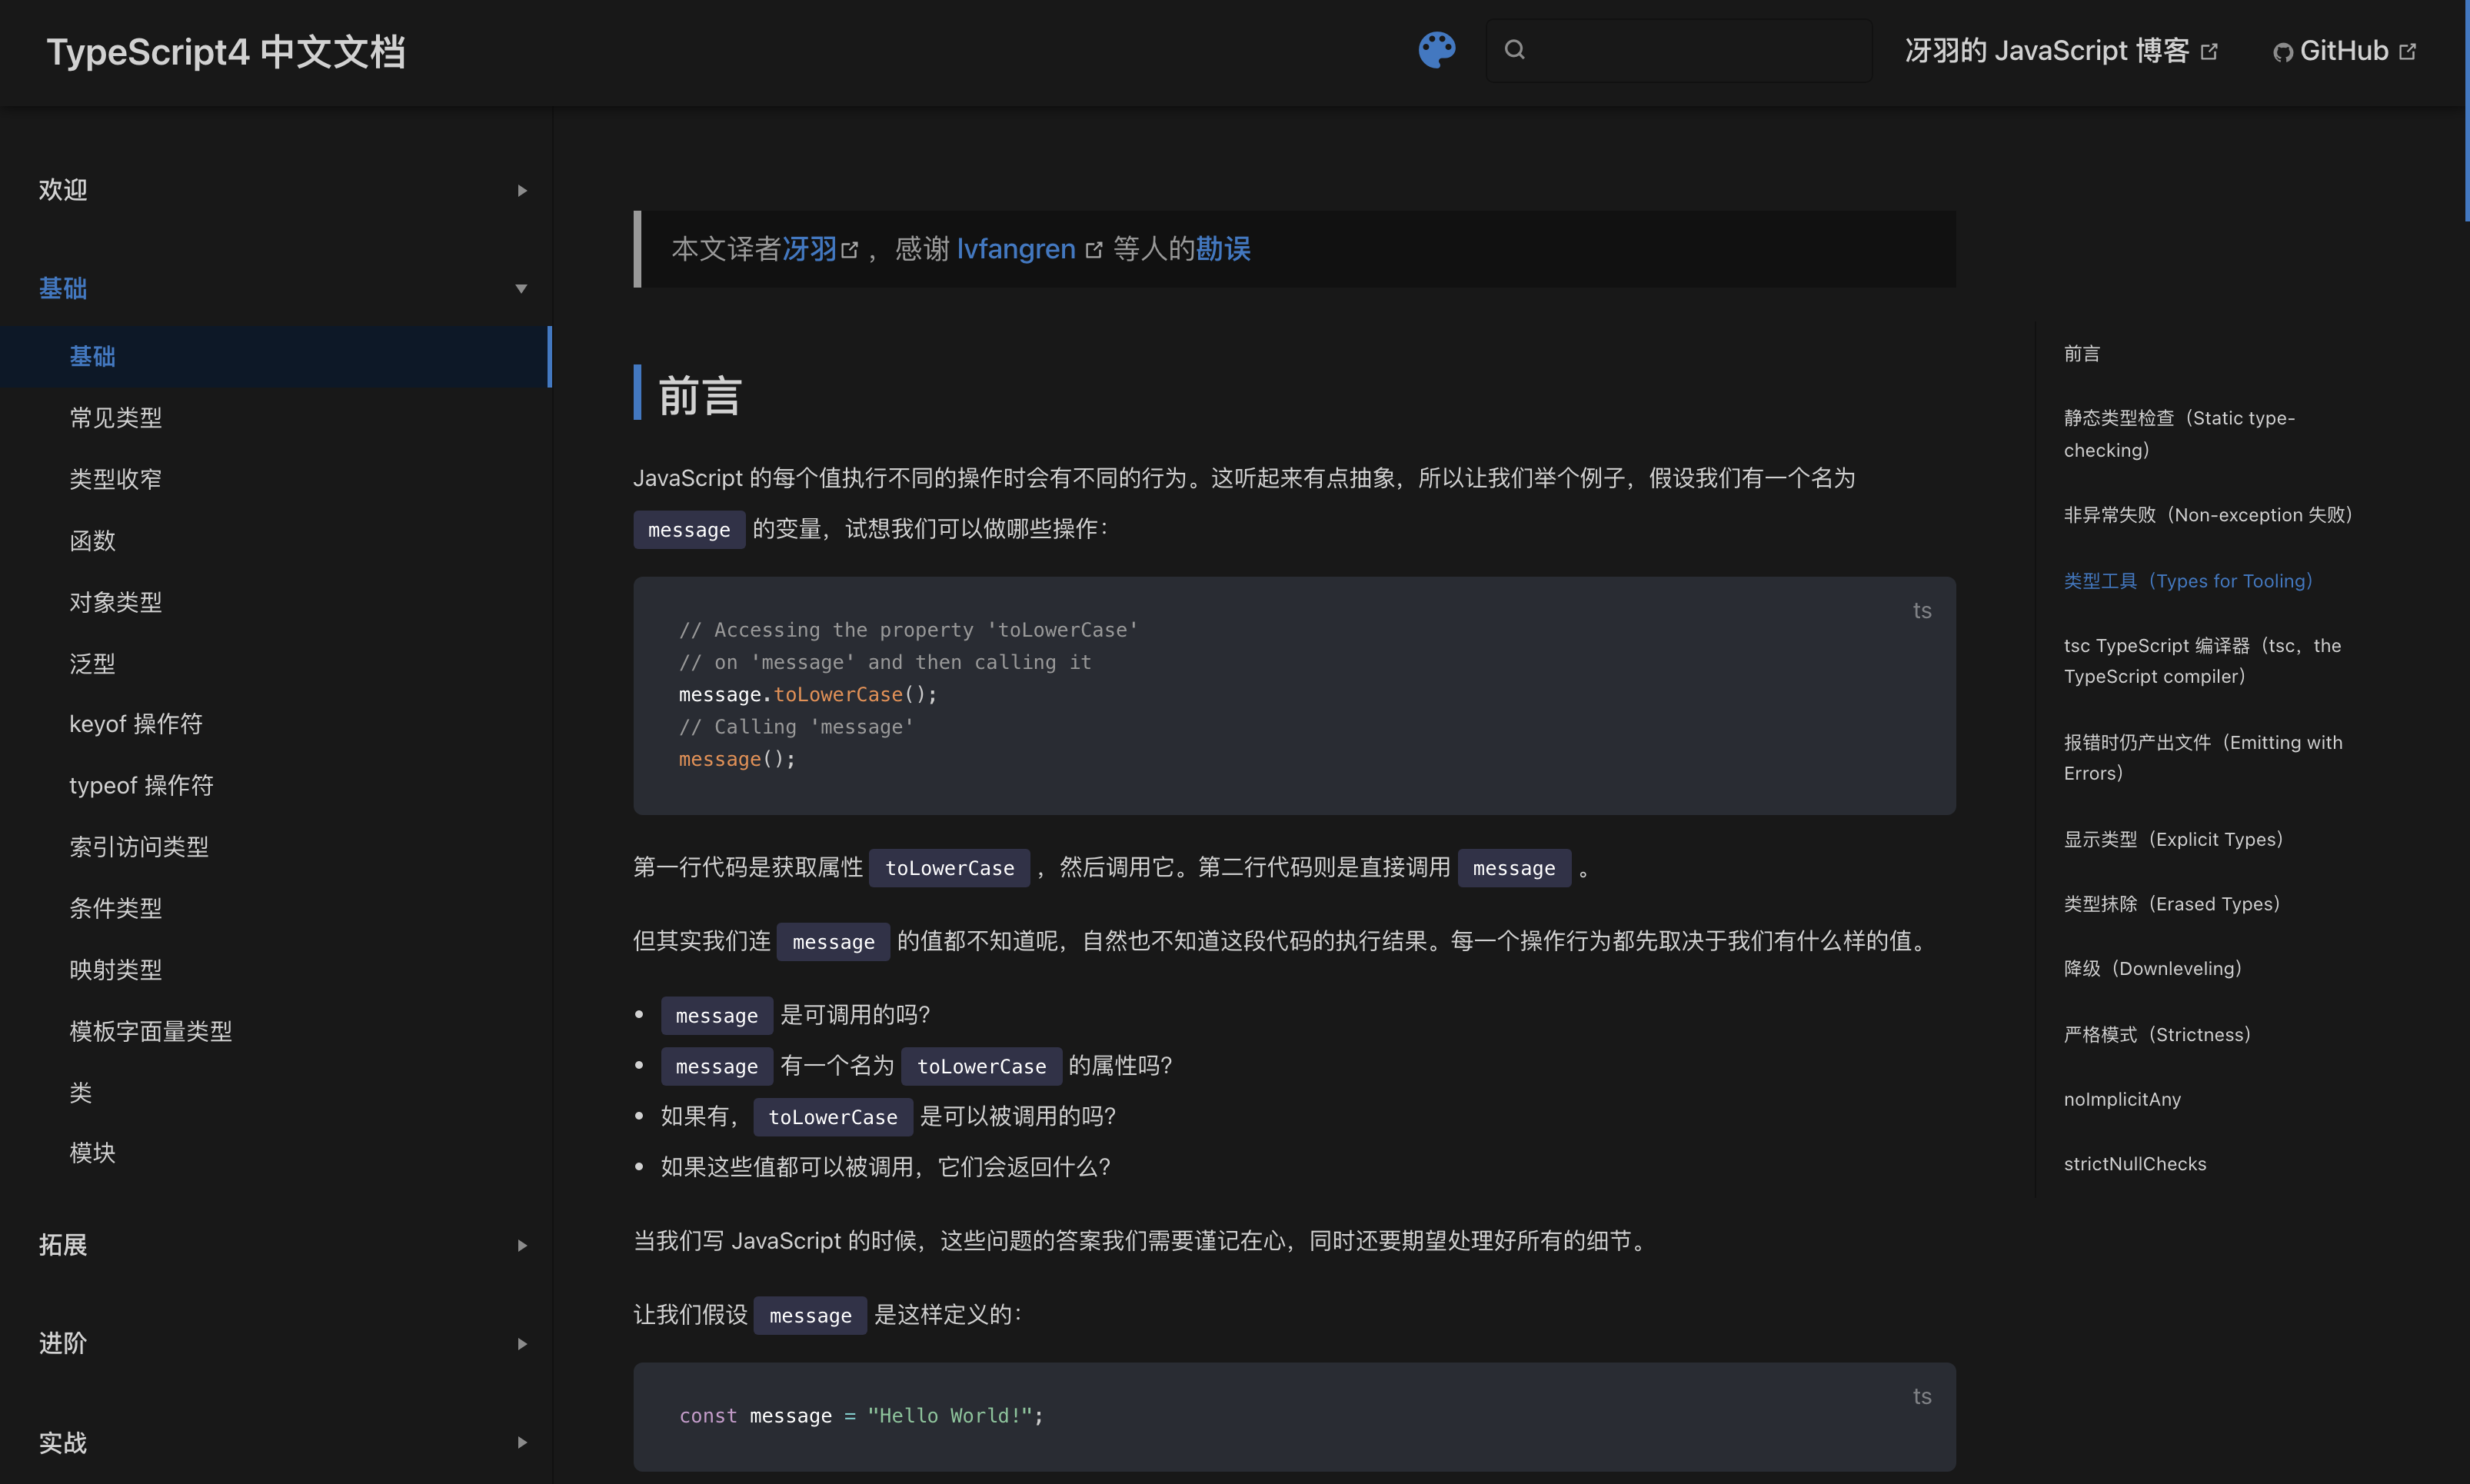 TypeScript4 中文文档
冴羽的 JavaScript 博客
GitHub
欢迎
基础
基础
常见类型
类型收窄
函数
对象类型
泛型
keyof 操作符
typeof 操作符
索引访问类型
条件类型
映射类型
模板字面量类型
类
模块
拓展
进阶
实战
本文译者冴羽 ，感谢 lvfangren 等人的勘误
前言
JavaScript 的每个值执行不同的操作时会有不同的行为。这听起来有点抽象，所以让我们举个例子，假设我们有一个名为
message 的变量，试想我们可以做哪些操作：
ts
// Accessing the property 'toLowerCase'
// on 'message' and then calling it
message.toLowerCase();
// Calling 'message'
message();
第一行代码是获取属性 toLowerCase ，然后调用它。第二行代码则是直接调用 message 。
但其实我们连 message 的值都不知道呢，自然也不知道这段代码的执行结果。每一个操作行为都先取决于我们有什么样的值。
• message 是可调用的吗？
• message 有一个名为 toLowerCase 的属性吗？
• 如果有， toLowerCase 是可以被调用的吗？
• 如果这些值都可以被调用，它们会返回什么？
当我们写 JavaScript 的时候，这些问题的答案我们需要谨记在心，同时还要期望处理好所有的细节。
让我们假设 message 是这样定义的：
ts
const message = "Hello World!";
前言
静态类型检查（Static type-
checking）
非异常失败（Non-exception 失败）
类型工具（Types for Tooling）
tsc TypeScript 编译器（tsc，the
TypeScript compiler）
报错时仍产出文件（Emitting with
Errors）
显示类型（Explicit Types）
类型抹除（Erased Types）
降级（Downleveling）
严格模式（Strictness）
noImplicitAny
strictNullChecks